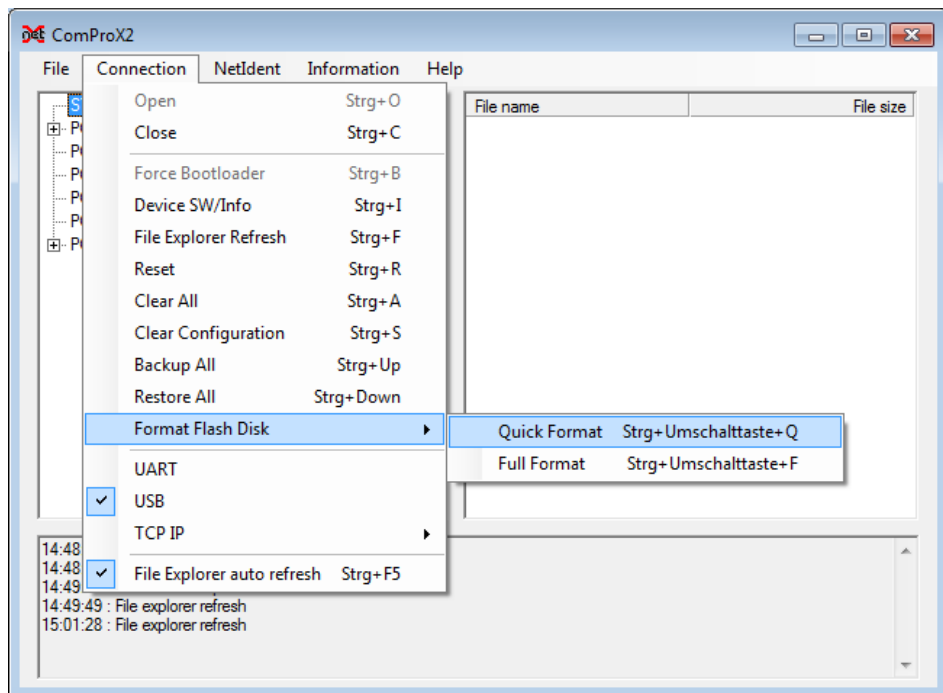 net ComProX2
File Connection NetIdent Information Help
Open Strg+O
Close Strg+C
Force Bootloader Strg+B
Device SW/Info Strg+I
File Explorer Refresh Strg+F
Reset Strg+R
Clear All Strg+A
Clear Configuration Strg+S
Backup All Strg+Up
Restore All Strg+Down
Format Flash Disk
UART
USB
TCP IP
File Explorer auto refresh Strg+F5
Quick Format Strg+Umschalttaste+Q
Full Format Strg+Umschalttaste+F
File name File size
14:48
14:48
14:49
14:49:49 : File explorer refresh
15:01:28 : File explorer refresh